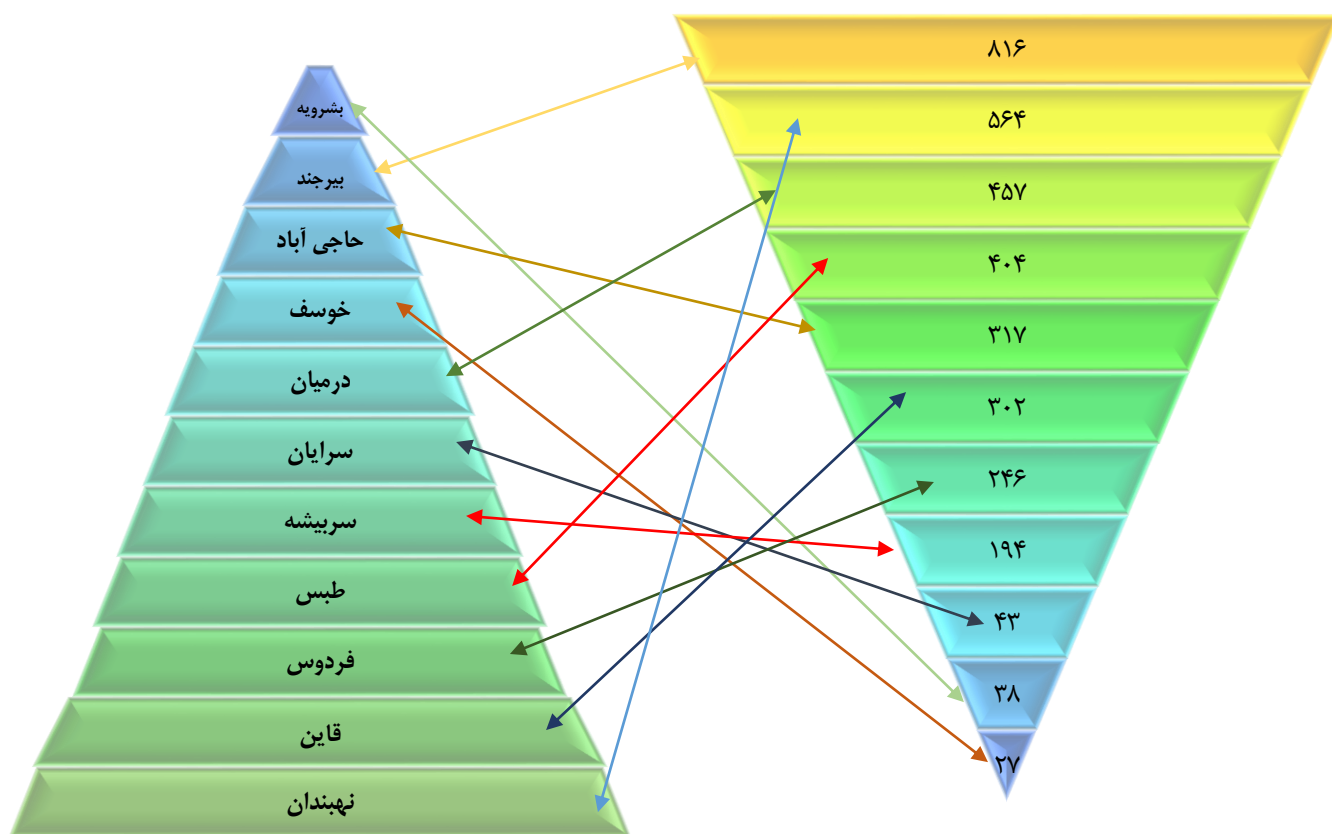 بشرویه
بیرجند
حاجی آباد
خوسف
درمیان
سرایان
سربیشه
طبس
فردوس
قاین
نهبندان
۸۱۶
۵۶۴
۴۵۷
۴۰۴
۳۱۷
۳۰۲
۲۴۶
۱۹۴
۴۳
۳۸
۲۷